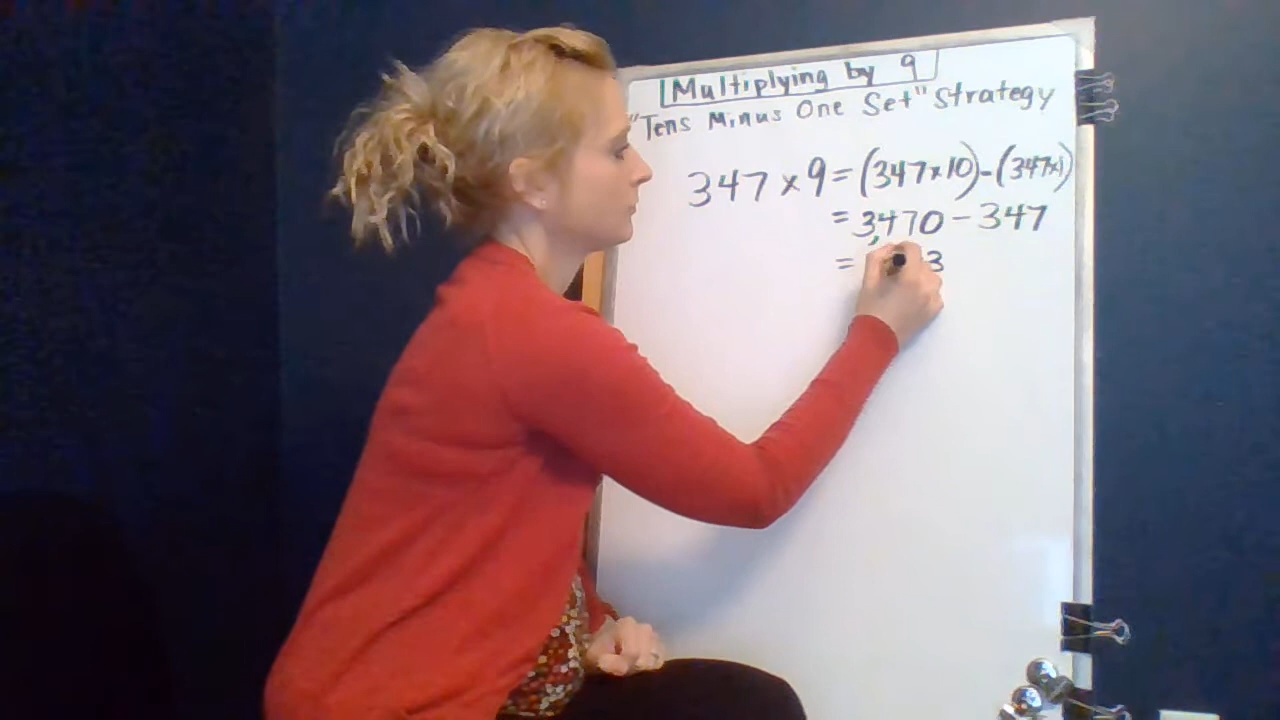 Multiplying by 9
"Tens Minus One Set" Strategy
347 × 9 = (347×10) - (347×1)
= 3,470 - 347
= 3